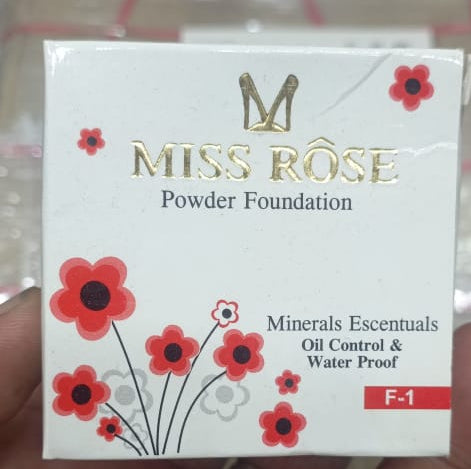 MISS RÔSE
Powder Foundation
Minerals Escentuals
Oil Control &
Water Proof
F-1